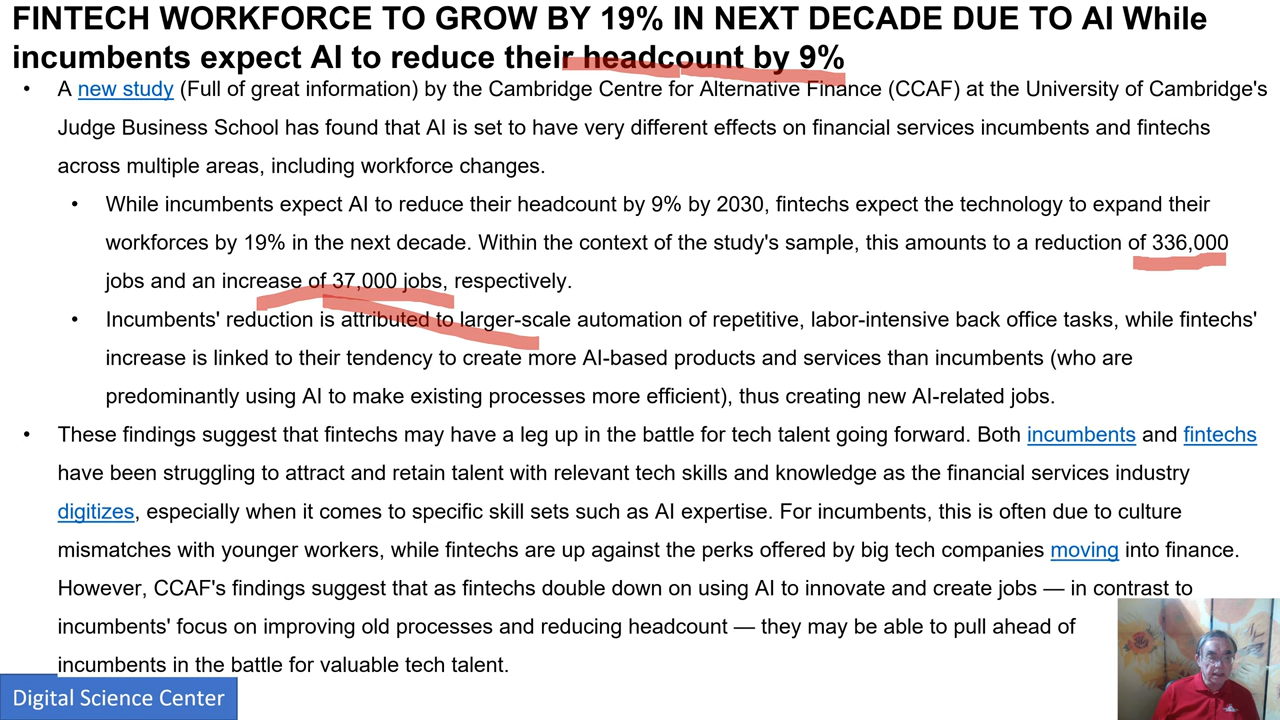 FINTECH WORKFORCE TO GROW BY 19% IN NEXT DECADE DUE TO AI While
incumbents expect AI to reduce their headcount by 9%
• A new study (Full of great information) by the Cambridge Centre for Alternative Finance (CCAF) at the University of Cambridge's
Judge Business School has found that AI is set to have very different effects on financial services incumbents and fintechs
across multiple areas, including workforce changes.
• While incumbents expect AI to reduce their headcount by 9% by 2030, fintechs expect the technology to expand their
workforces by 19% in the next decade. Within the context of the study's sample, this amounts to a reduction of 336,000
jobs and an increase of 37,000 jobs, respectively.
• Incumbents' reduction is attributed to larger-scale automation of repetitive, labor-intensive back office tasks, while fintechs'
increase is linked to their tendency to create more AI-based products and services than incumbents (who are
predominantly using AI to make existing processes more efficient), thus creating new AI-related jobs.
• These findings suggest that fintechs may have a leg up in the battle for tech talent going forward. Both incumbents and fintechs
have been struggling to attract and retain talent with relevant tech skills and knowledge as the financial services industry
digitizes, especially when it comes to specific skill sets such as AI expertise. For incumbents, this is often due to culture
mismatches with younger workers, while fintechs are up against the perks offered by big tech companies moving into finance.
However, CCAF's findings suggest that as fintechs double down on using AI to innovate and create jobs — in contrast to
incumbents' focus on improving old processes and reducing headcount — they may be able to pull ahead of
incumbents in the battle for valuable tech talent.
Digital Science Center